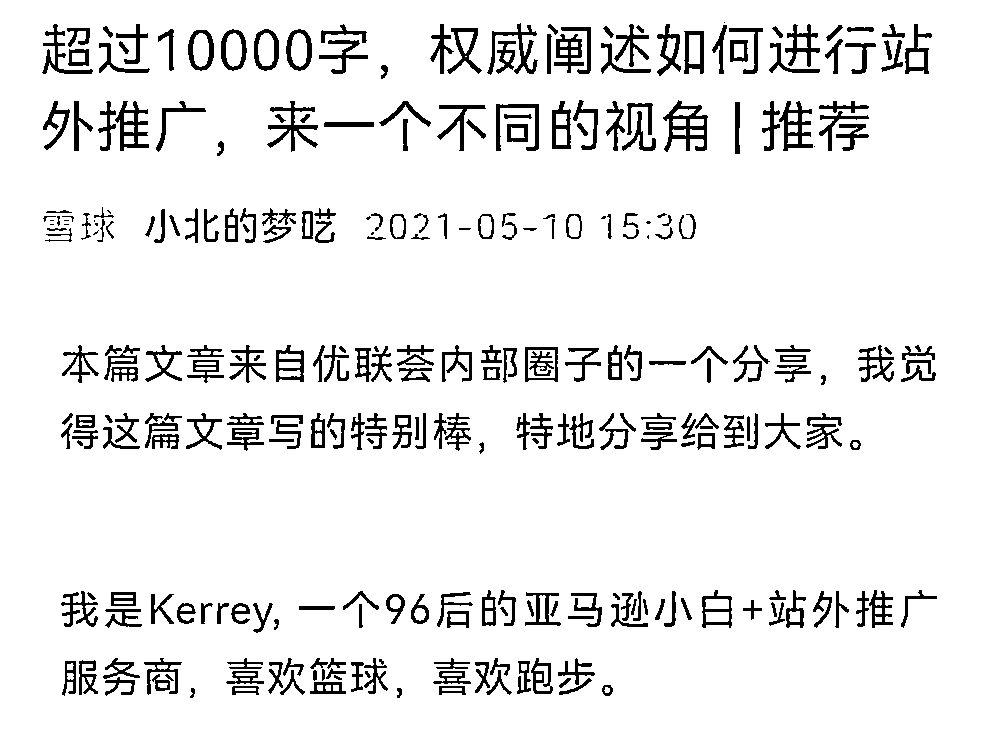 超过10000字，权威阐述如何进行站
外推广，来一个不同的视角 | 推荐
雪球 小北的梦呓 2021-05-10 15:30
本篇文章来自优联荟内部圈子的一个分享，我觉
得这篇文章写的特别棒，特地分享给到大家。
我是Kerrey, 一个96后的亚马逊小白+站外推广
服务商，喜欢篮球，喜欢跑步。